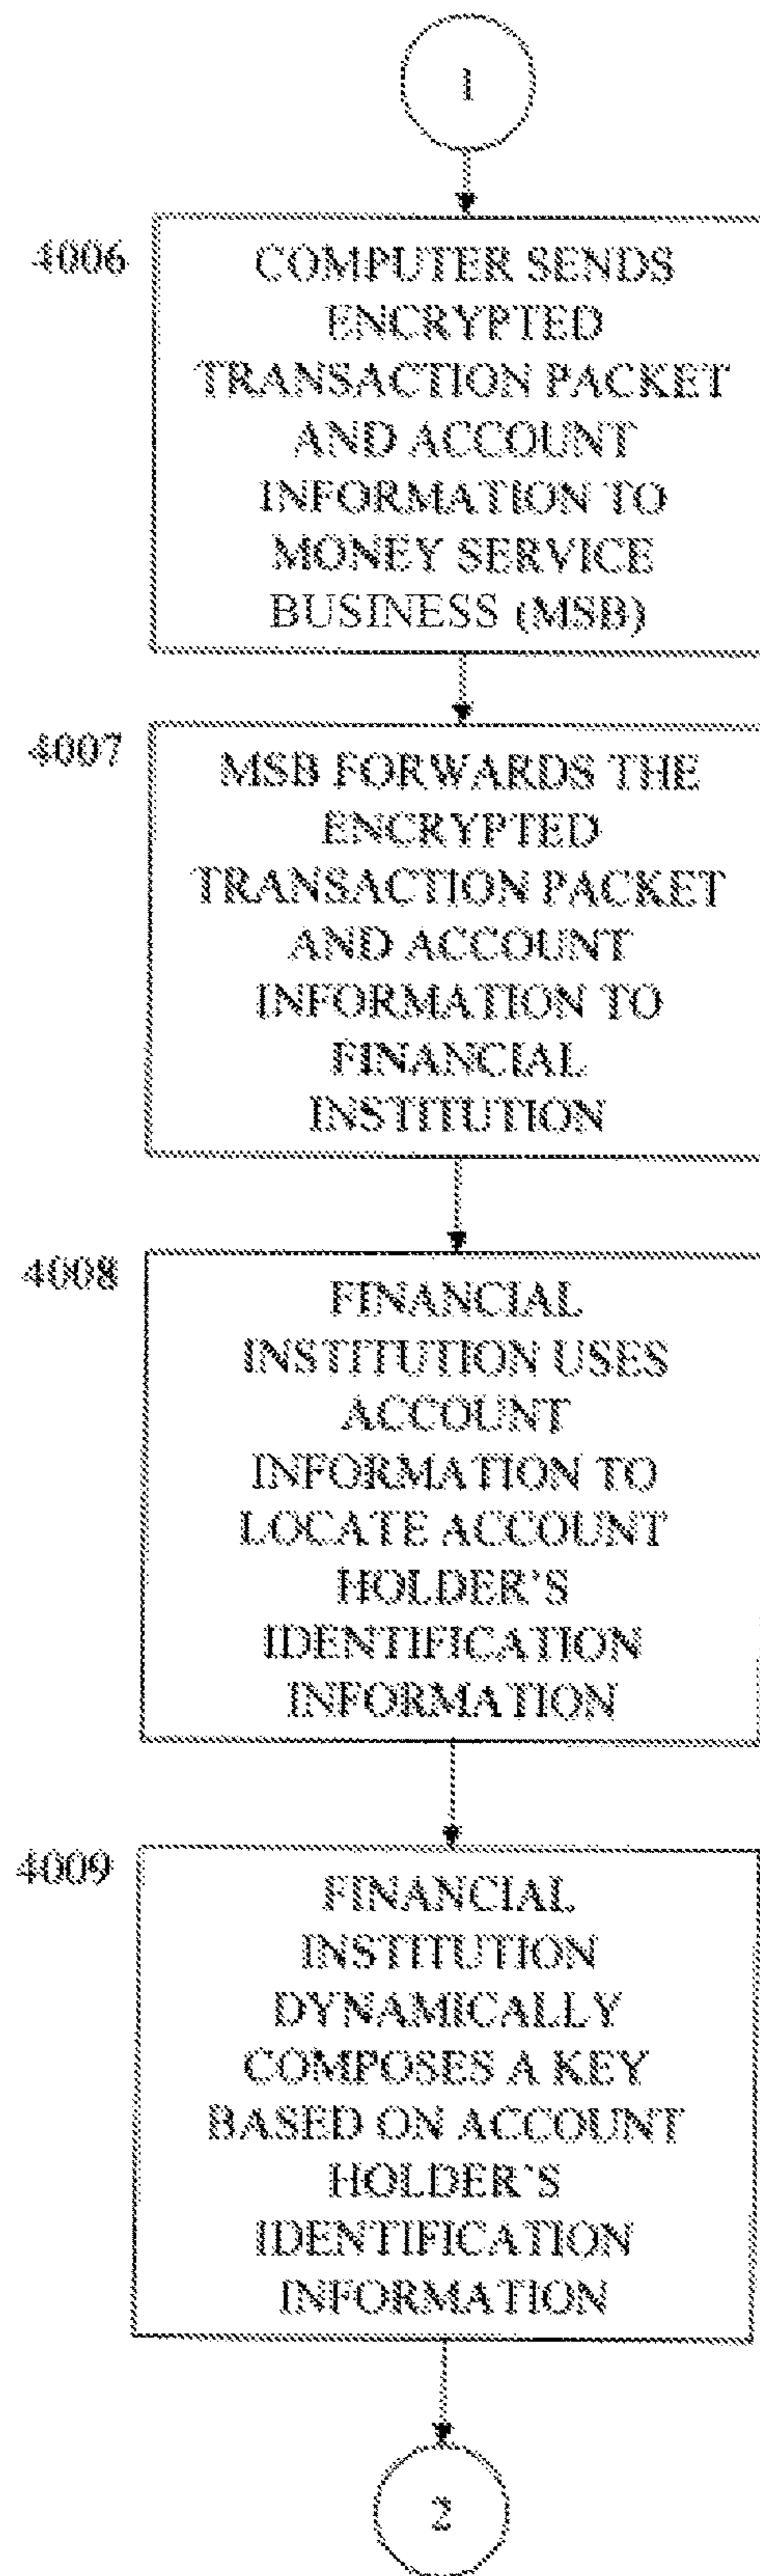 1
4006
COMPUTER SENDS
ENCRYPTED
TRANSACTION PACKET
AND ACCOUNT
INFORMATION TO
MONEY SERVICE
BUSINESS (MSB)
4007
MSB FORWARDS THE
ENCRYPTED
TRANSACTION PACKET
AND ACCOUNT
INFORMATION TO
FINANCIAL
INSTITUTION
4008
FINANCIAL
INSTITUTION USES
ACCOUNT
INFORMATION TO
LOCATE ACCOUNT
HOLDER'S
IDENTIFICATION
INFORMATION
4009
FINANCIAL
INSTITUTION
DYNAMICALLY
COMPOSES A KEY
BASED ON ACCOUNT
HOLDER'S
IDENTIFICATION
INFORMATION
2